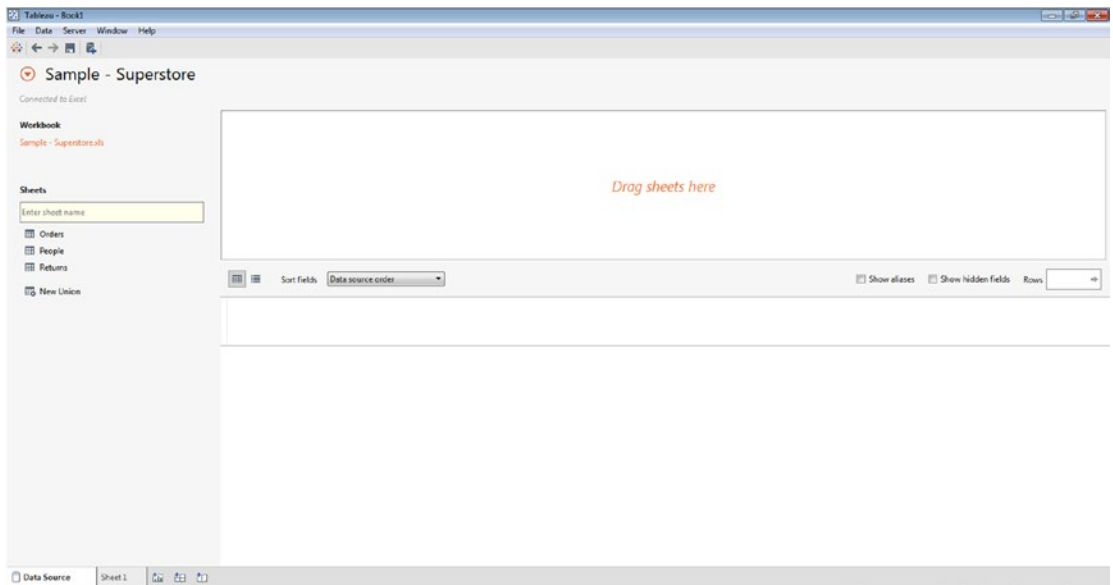 Tableau - Book1
File Data Server Window Help
Sample - Superstore
Connected to Excel
Workbook
Sample - Superstore.xls
Drag sheets here
Sheets
Enter sheet name
Orders
People
Returns
New Union
Sort fields Data source order Show aliases Show hidden fields Rows
Data Source Sheet 1